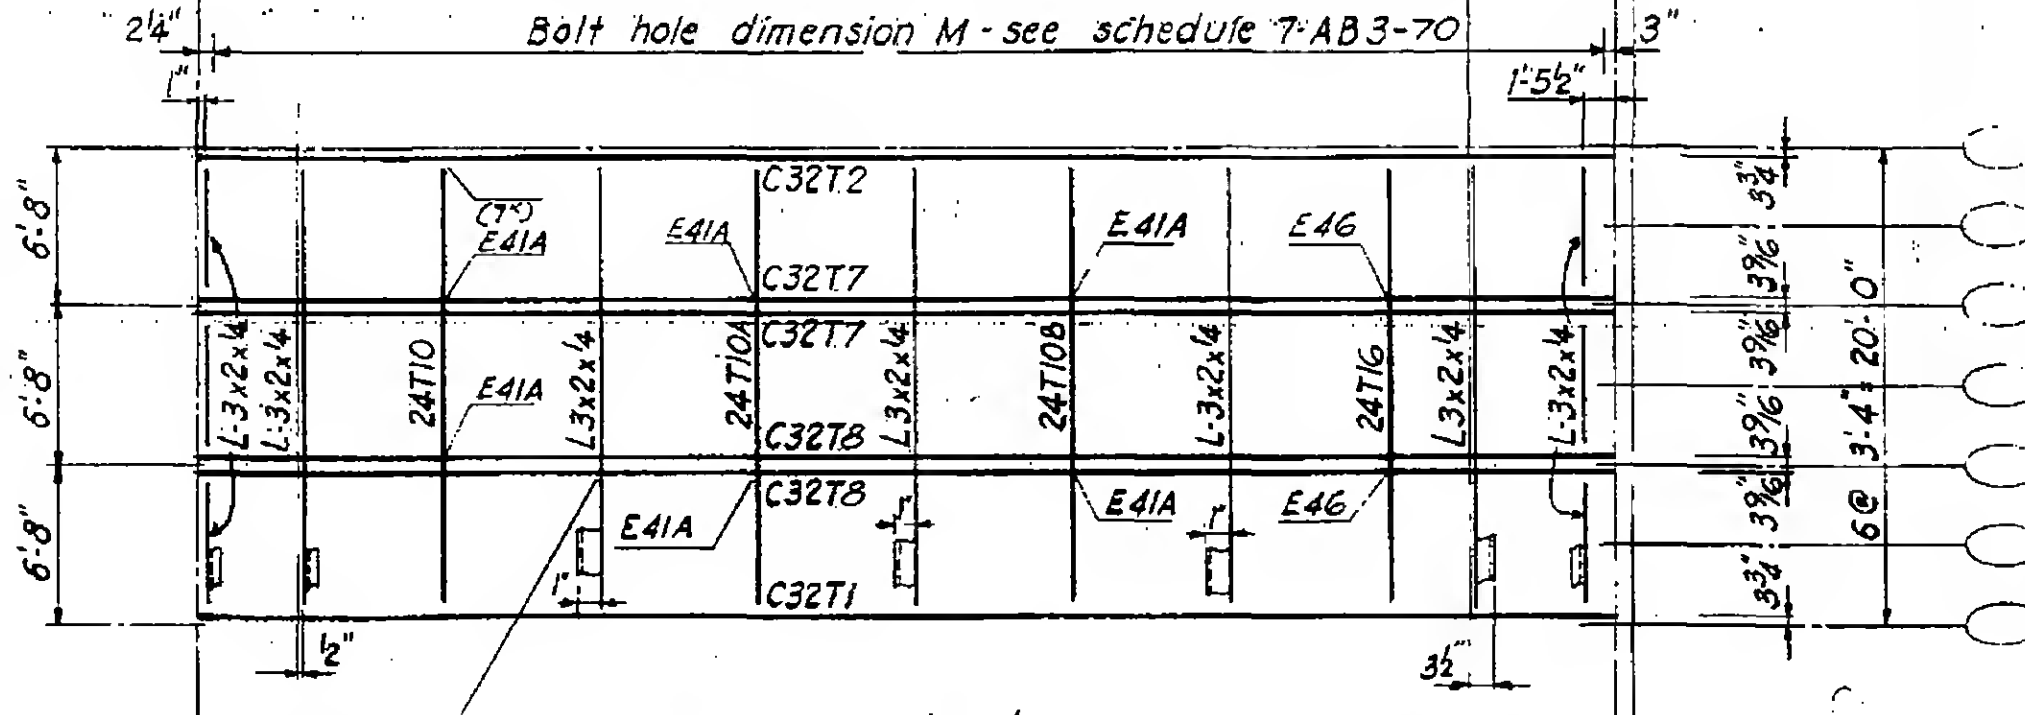 2¼" Bolt hole dimension M - see schedule 7-AB3-70 3"
1" 1'-5½"
C32T2
E41A E41A E41A E46
C32T7
C32T7
6'-8"
6'-8"
6'-8"
L-3x2x¼
L-3x2x¼
24T10
L3x2x¼
24T10A
L3x2x¼
24T10B
L-3x2x¼
24T16
L3x2x¼
L-3x2x¼
E41A
C32T8
C32T8
E41A E41A E46
1" 1" 1"
C32T1
½" 3½"
3¾"
3 9/16"
3 9/16"
3 9/16"
3 9/16"
3¾"
6@ 3'-4" = 20'-0"